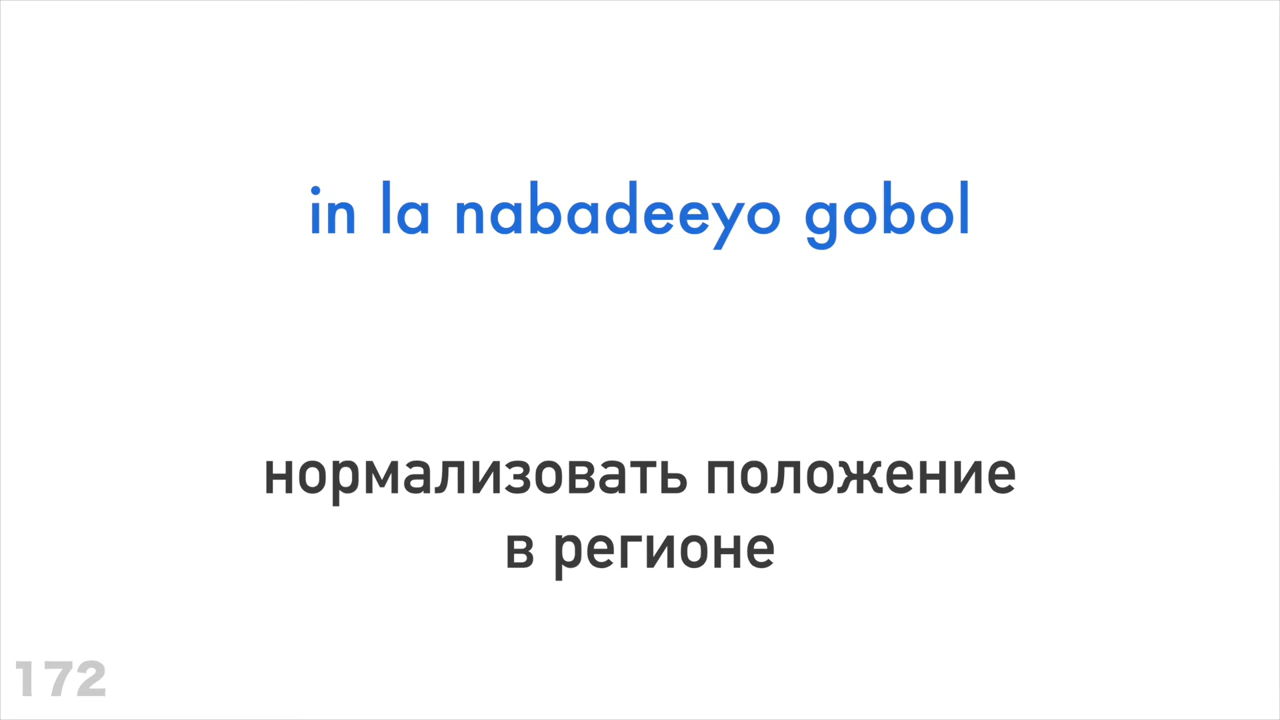 in la nabadeeyo gobol
нормализовать положение
в регионе
172